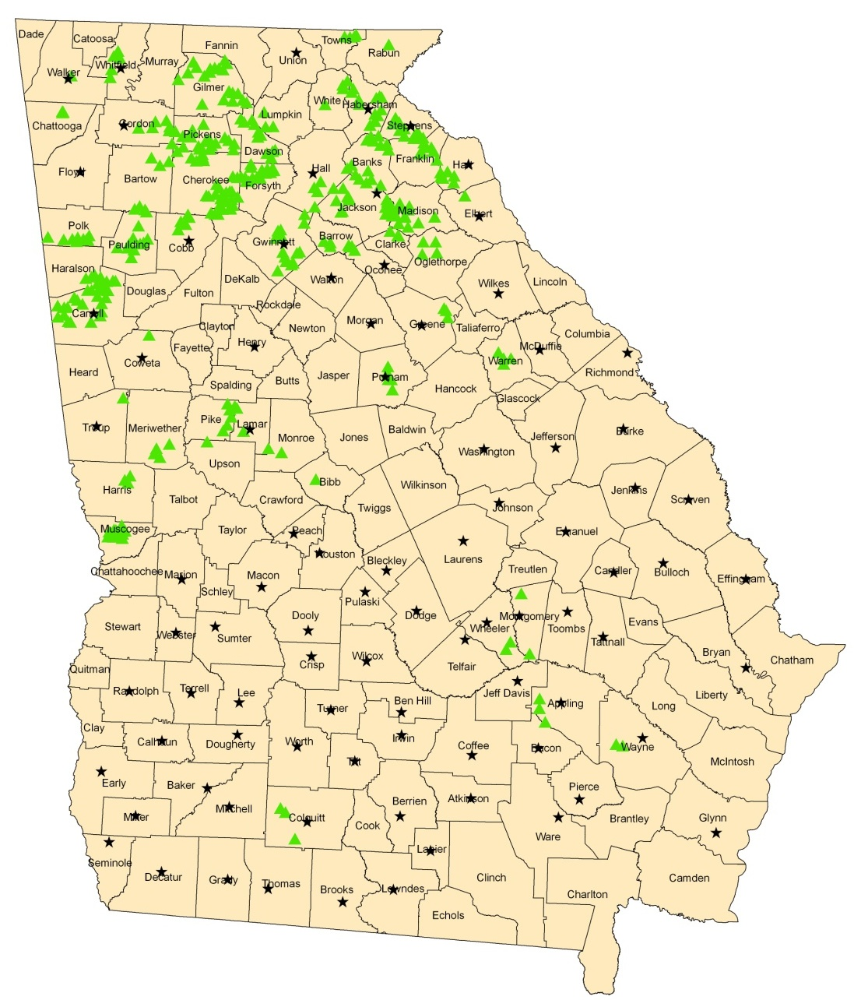 Dade
Catoosa
Fannin
Towns
Rabun
Union
Walker
Whitfield
Murray
Gilmer
White
Habersham
Lumpkin
Chattooga
Gordon
Pickens
Stephens
Dawson
Banks
Franklin
Hart
Floyd
Bartow
Cherokee
Forsyth
Hall
Jackson
Madison
Elbert
Polk
Paulding
Cobb
Gwinnett
Barrow
Clarke
Oglethorpe
Haralson
DeKalb
Walton
Oconee
Wilkes
Lincoln
Douglas
Fulton
Rockdale
Carroll
Clayton
Newton
Morgan
Greene
Taliaferro
Columbia
Fayette
Henry
McDuffie
Coweta
Warren
Heard
Spalding
Butts
Jasper
Putnam
Hancock
Richmond
Glascock
Troup
Meriwether
Pike
Lamar
Monroe
Jones
Baldwin
Jefferson
Burke
Upson
Washington
Harris
Talbot
Crawford
Bibb
Wilkinson
Jenkins
Screven
Twiggs
Johnson
Muscogee
Taylor
Peach
Emanuel
Houston
Chattahoochee
Marion
Macon
Bleckley
Laurens
Treutlen
Candler
Bulloch
Effingham
Schley
Pulaski
Stewart
Webster
Sumter
Dooly
Dodge
Wheeler
Montgomery
Toombs
Evans
Tattnall
Bryan
Chatham
Quitman
Crisp
Wilcox
Telfair
Randolph
Terrell
Lee
Ben Hill
Jeff Davis
Appling
Long
Liberty
Turner
Clay
Calhoun
Dougherty
Worth
Irwin
Coffee
Bacon
Wayne
McIntosh
Tift
Early
Baker
Mitchell
Berrien
Atkinson
Pierce
Miller
Colquitt
Cook
Brantley
Glynn
Ware
Seminole
Lanier
Decatur
Grady
Thomas
Brooks
Lowndes
Clinch
Charlton
Camden
Echols